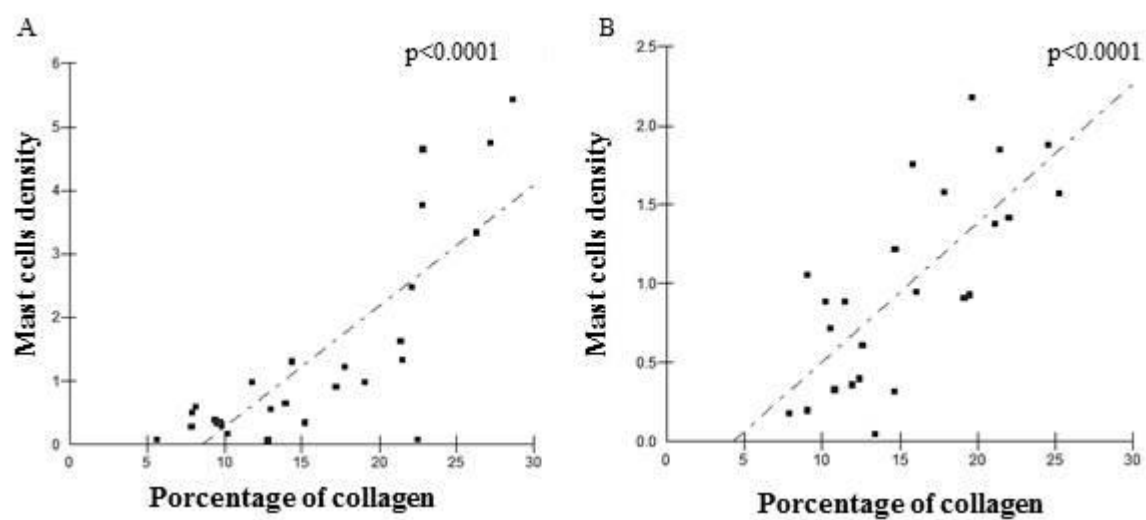 A
p<0.0001
6
5
4
3
2
1
0
Mast cells density
0 5 10 15 20 25 30
Porcentage of collagen
B
p<0.0001
2.5
2.0
1.5
1.0
0.5
0.0
Mast cells density
0 5 10 15 20 25 30
Porcentage of collagen